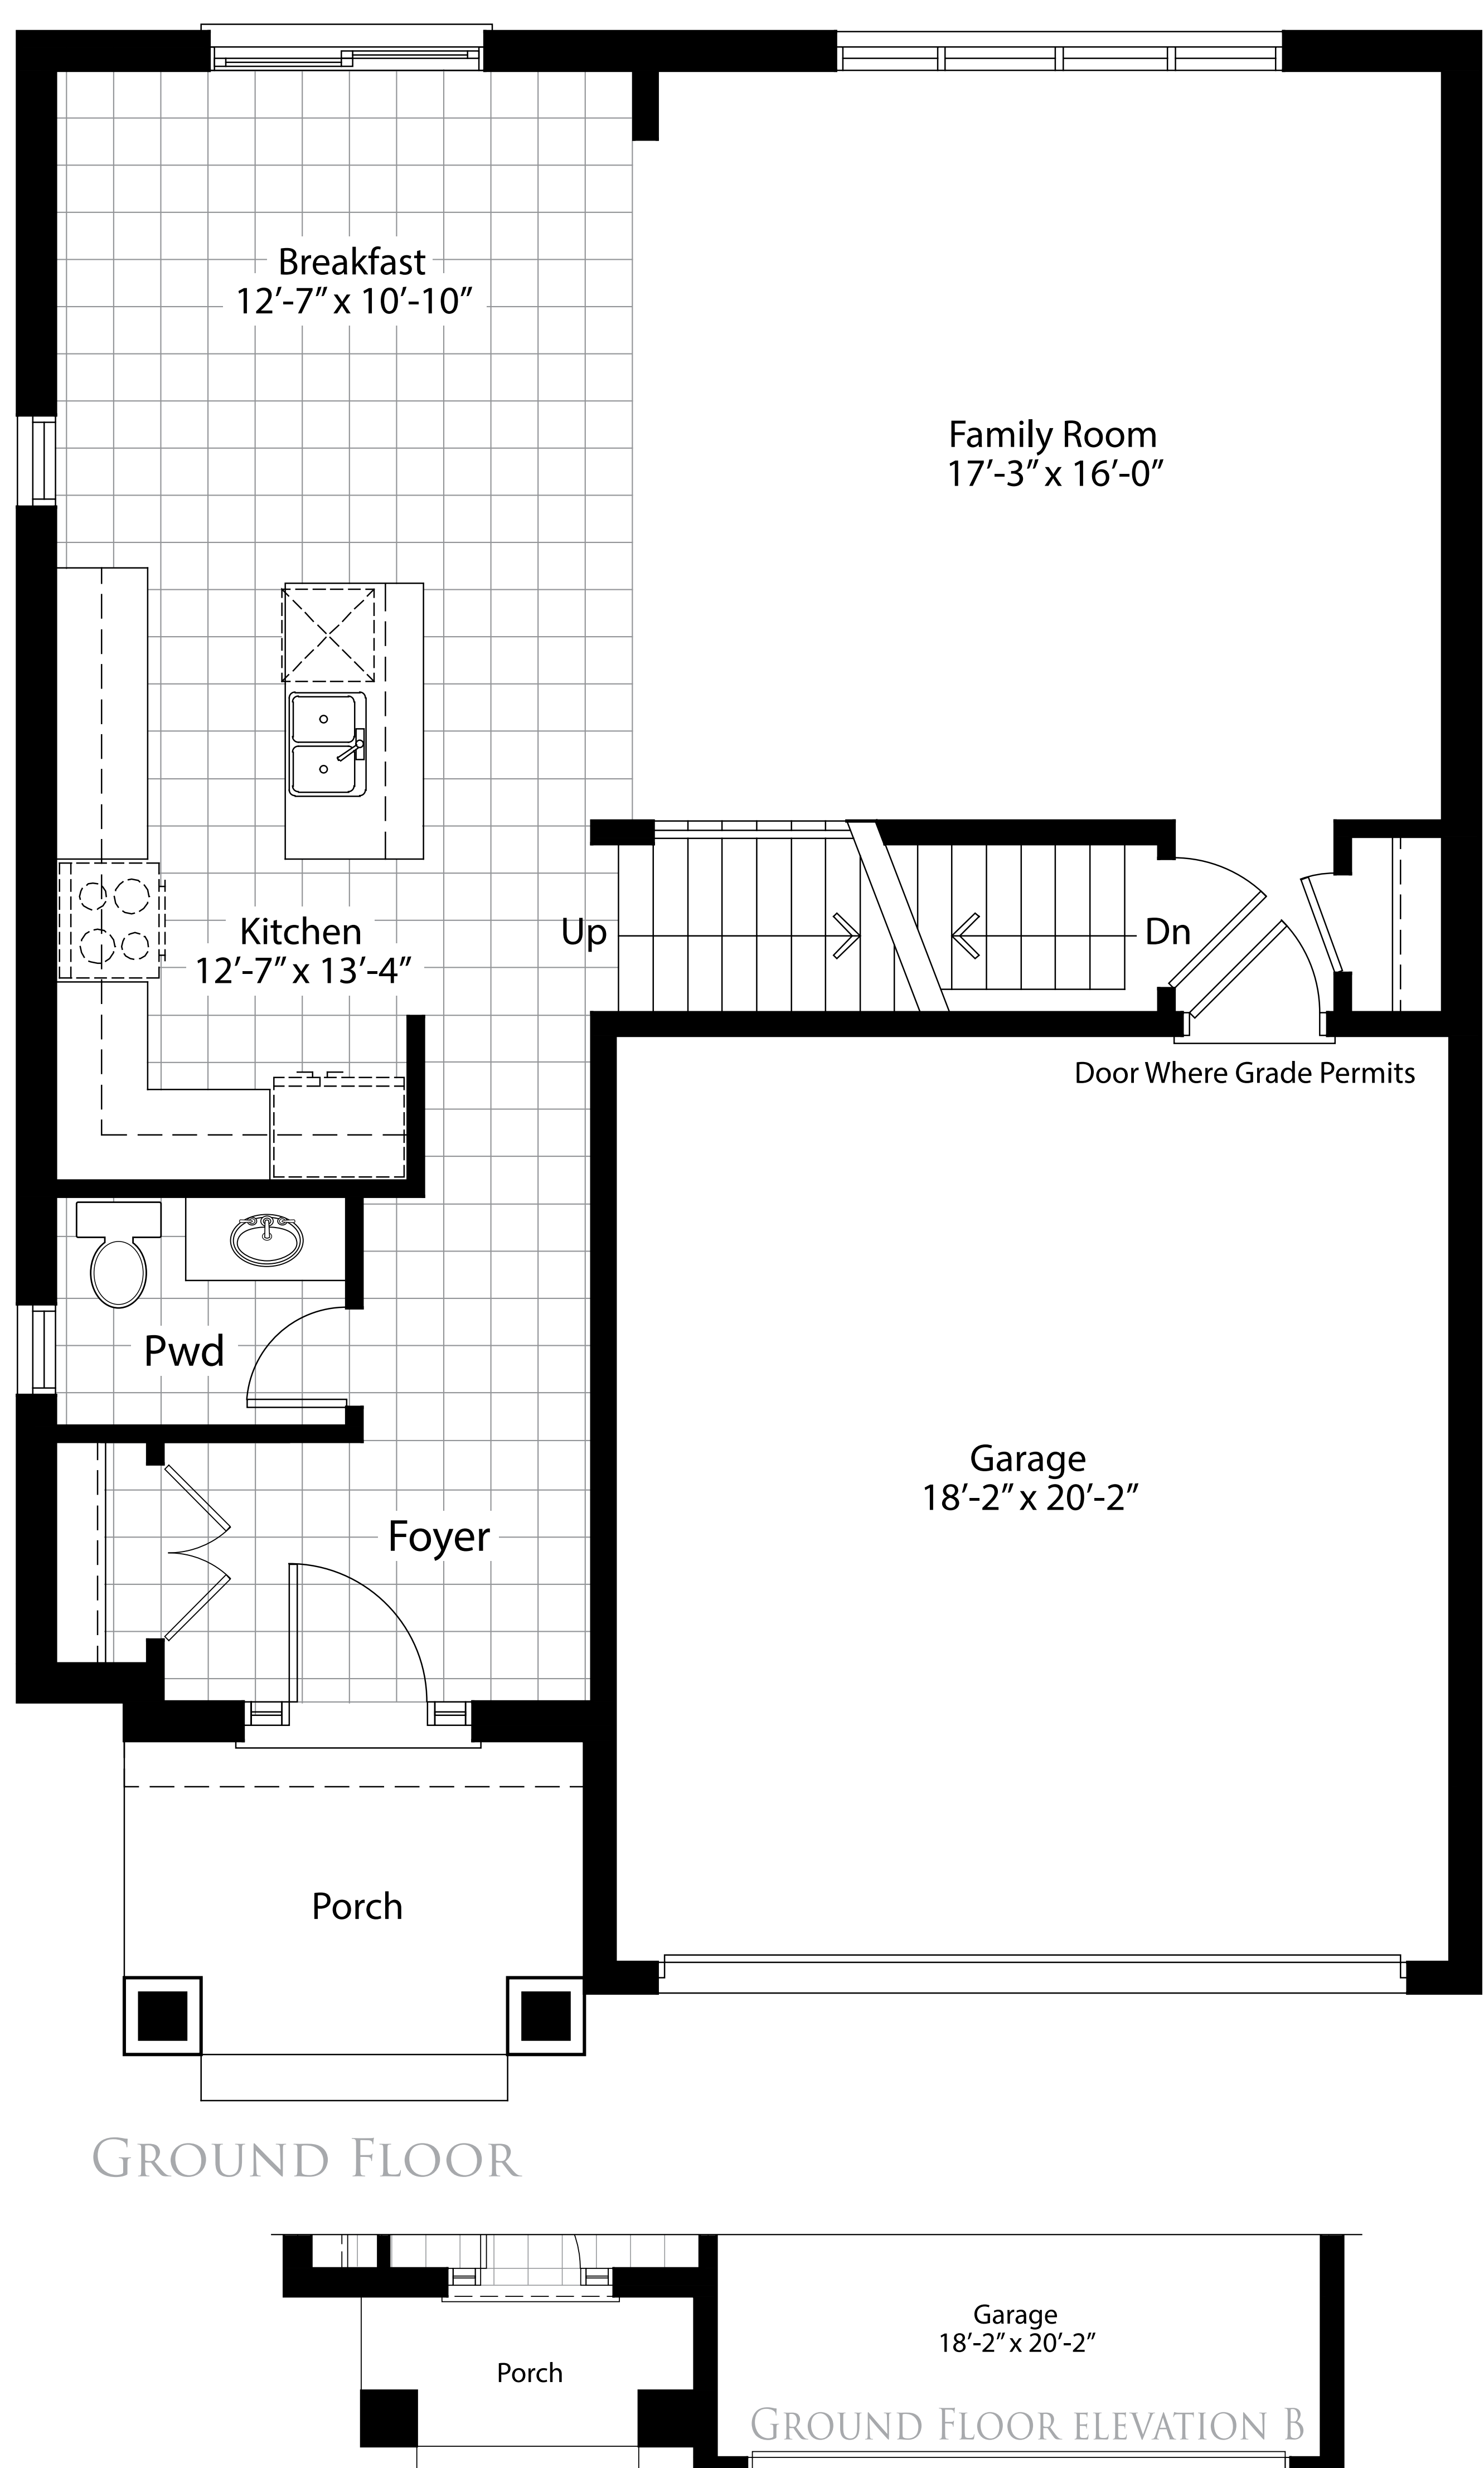 Breakfast
12’-7” x 10’-10”
Family Room
17’-3” x 16’-0”
Kitchen
12’-7” x 13’-4”
Up
Dn
Door Where Grade Permits
Pwd
Foyer
Garage
18’-2” x 20’-2”
Porch
Ground Floor
Garage
18’-2” x 20’-2”
Porch
Ground Floor elevation B